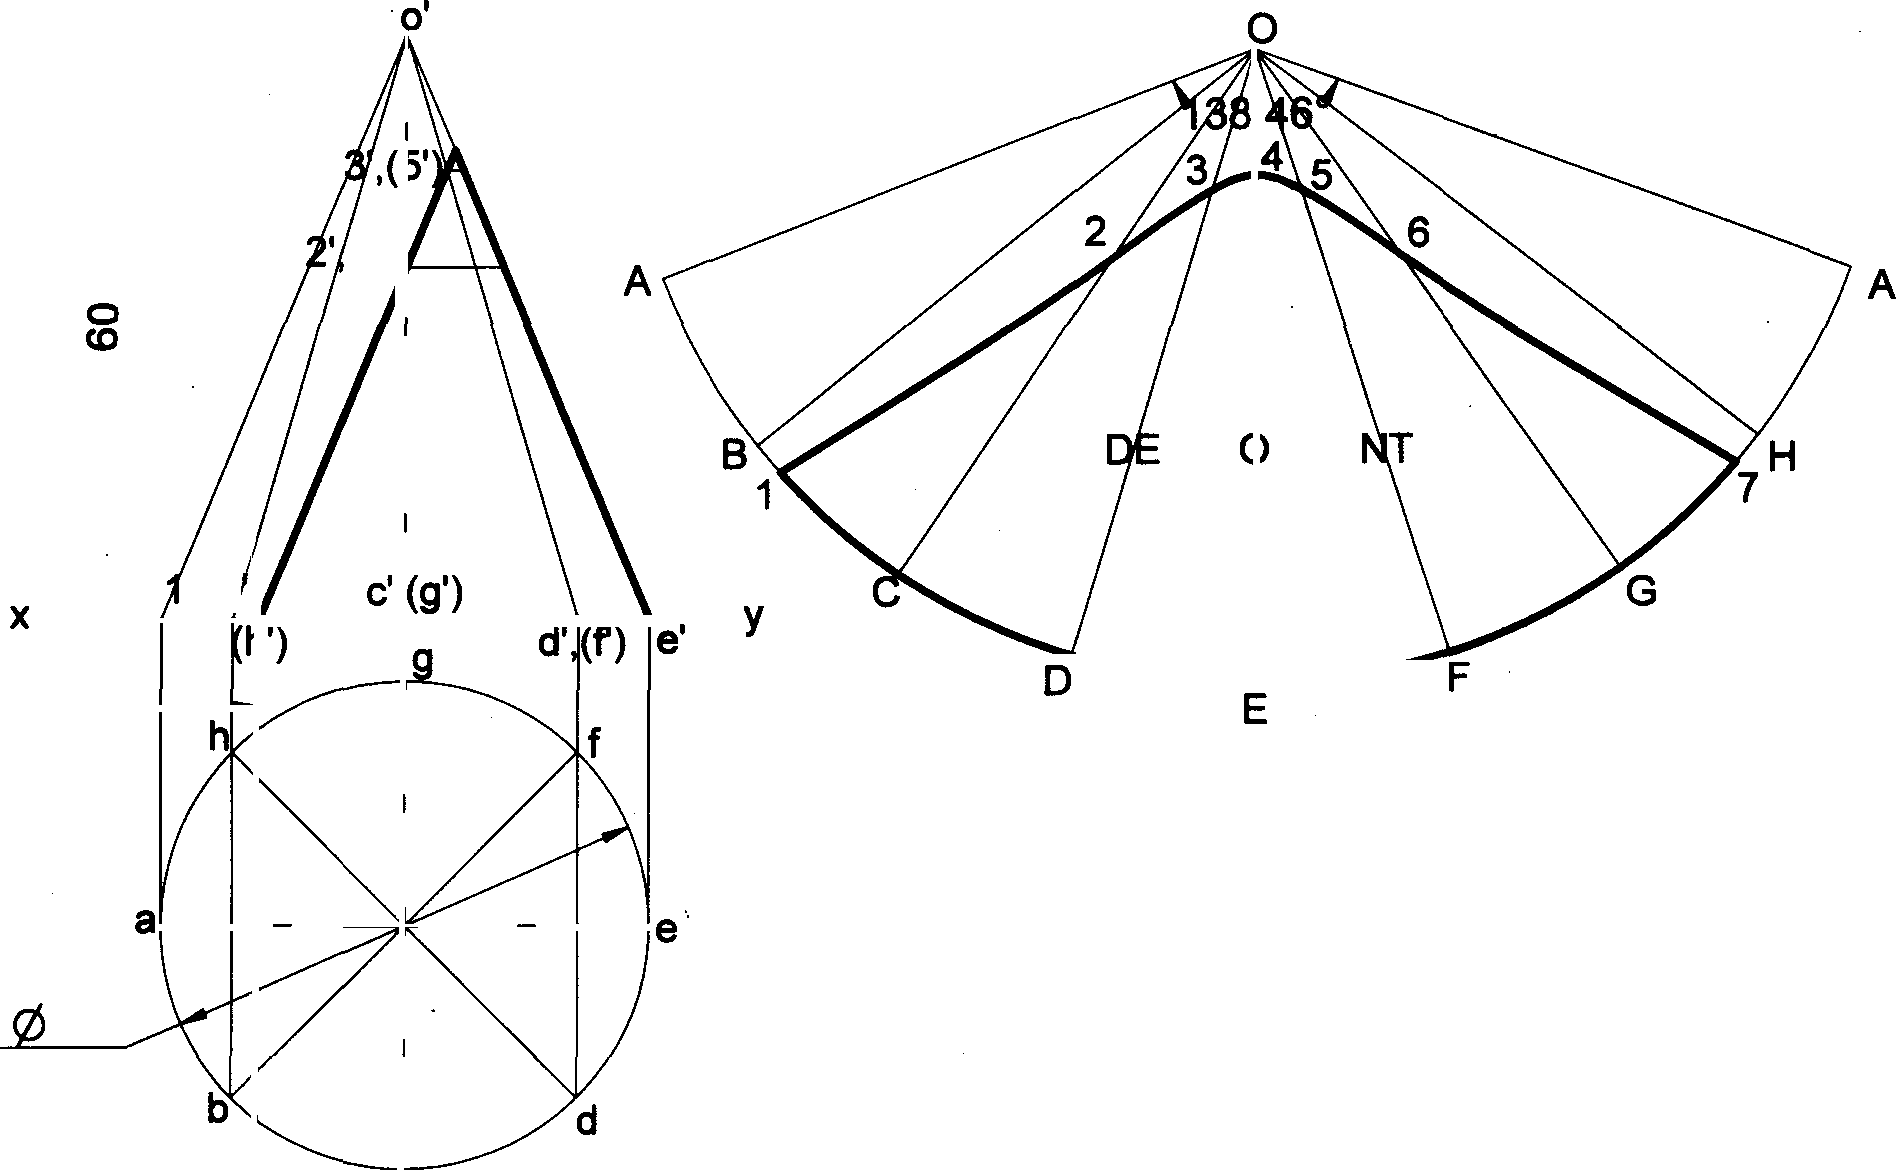 o'
O
138 46°
3',(5')
3
4
5
2',
2
6
A
A
60
B
DE
NT
H
1
7
1
c' (g')
C
G
x
y
d',(f')
e'
D
F
g
E
h
f
a
e
Ø
b
d